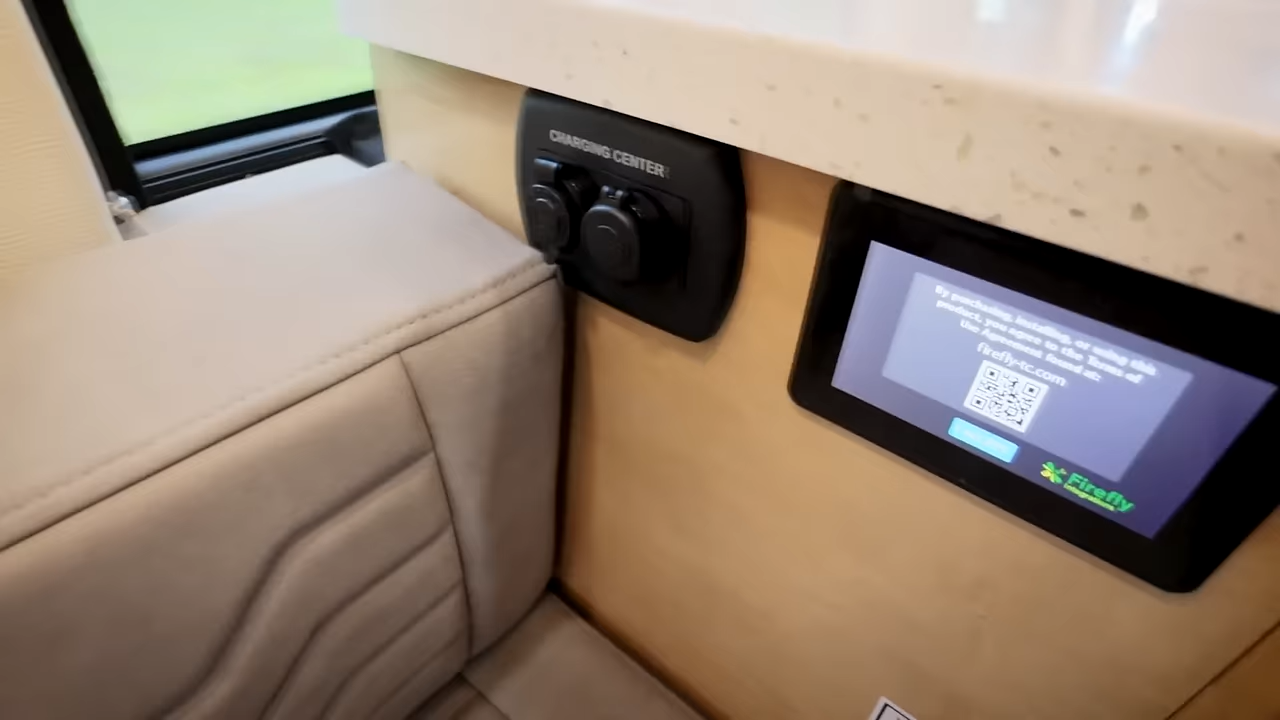 CHARGING CENTER
By purchasing, installing, or using this
product, you agree to the Terms of
the Agreement found at:
firefly-tc.com
Firefly
Integrations